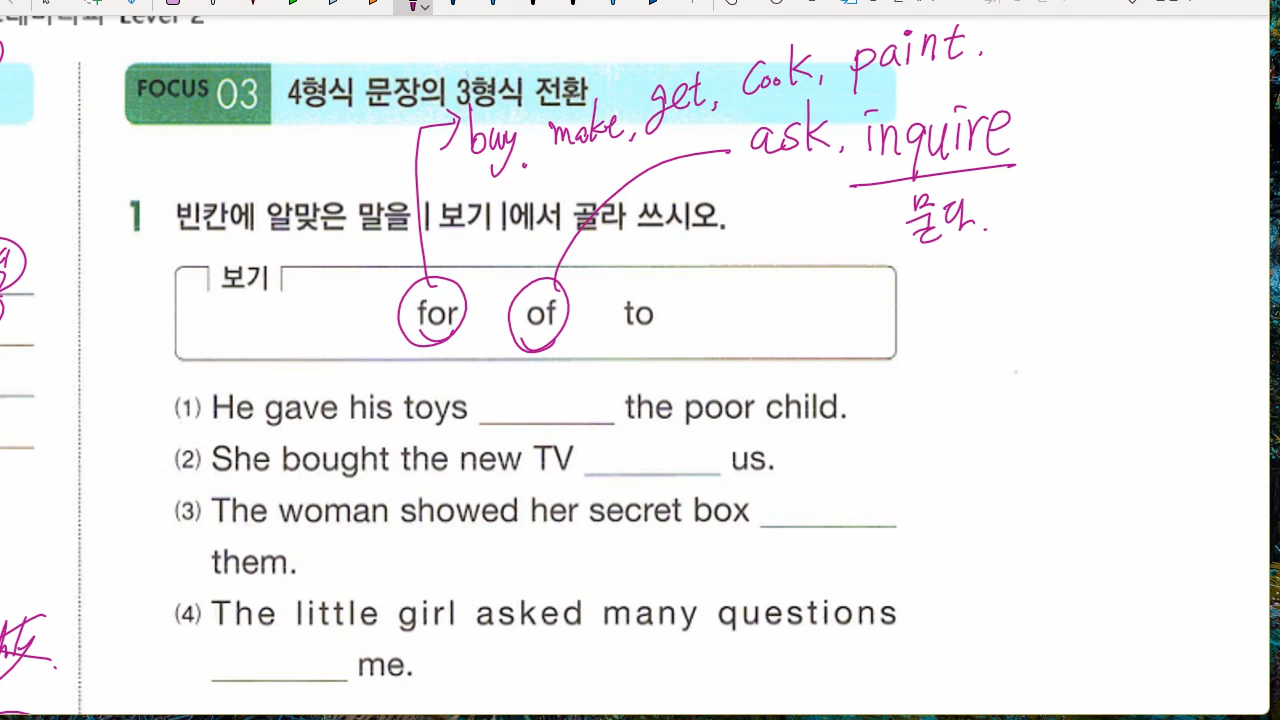 Level 2
FOCUS 03 4형식 문장의 3형식 전환
buy, make, get, cook, paint.
ask, inquire
묻다.
1 빈칸에 알맞은 말을 | 보기 |에서 골라 쓰시오.
보기
for of to
(1) He gave his toys ________ the poor child.
(2) She bought the new TV ________ us.
(3) The woman showed her secret box ________
them.
(4) The little girl asked many questions
________ me.